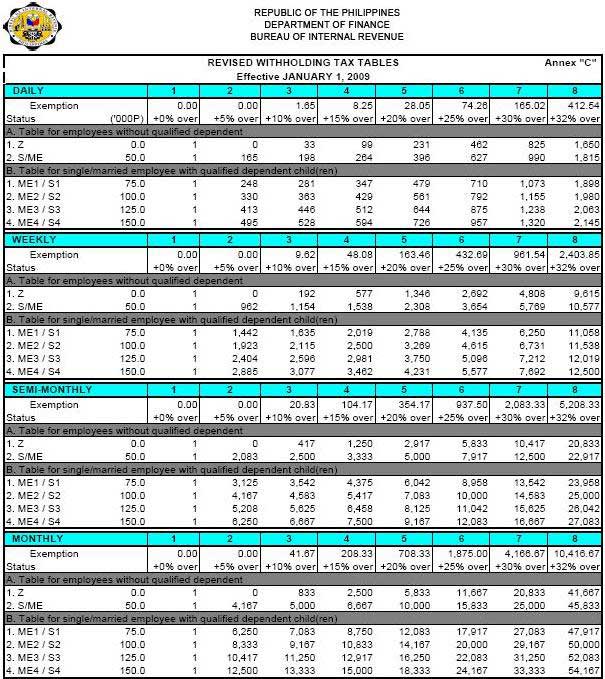 REPUBLIC OF THE PHILIPPINES
DEPARTMENT OF FINANCE
BUREAU OF INTERNAL REVENUE
REVISED WITHHOLDING TAX TABLES Annex "C"
Effective JANUARY 1, 2009
DAILY 1 2 3 4 5 6 7 8
Exemption 0.00 0.00 1.65 8.25 28.05 74.26 165.02 412.54
Status ('000P) +0% over +5% over +10% over +15% over +20% over +25% over +30% over +32% over
A. Table for employees without qualified dependent
1. Z 0.0 1 0 33 99 231 462 825 1,650
2. S/ME 50.0 1 165 198 264 396 627 990 1,815
B. Table for single/married employee with qualified dependent child(ren)
1. ME1 / S1 75.0 1 248 281 347 479 710 1,073 1,898
2. ME2 / S2 100.0 1 330 363 429 561 792 1,155 1,980
3. ME3 / S3 125.0 1 413 446 512 644 875 1,238 2,063
4. ME4 / S4 150.0 1 495 528 594 726 957 1,320 2,145
WEEKLY 1 2 3 4 5 6 7 8
Exemption 0.00 0.00 9.62 48.08 163.46 432.69 961.54 2,403.85
Status +0% over +5% over +10% over +15% over +20% over +25% over +30% over +32% over
A. Table for employees without qualified dependent
1. Z 0.0 1 0 192 577 1,346 2,692 4,808 9,615
2. S/ME 50.0 1 962 1,154 1,538 2,308 3,654 5,769 10,577
B. Table for single/married employee with qualified dependent child(ren)
1. ME1 / S1 75.0 1 1,442 1,635 2,019 2,788 4,135 6,250 11,058
2. ME2 / S2 100.0 1 1,923 2,115 2,500 3,269 4,615 6,731 11,538
3. ME3 / S3 125.0 1 2,404 2,596 2,981 3,750 5,096 7,212 12,019
4. ME4 / S4 150.0 1 2,885 3,077 3,462 4,231 5,577 7,692 12,500
SEMI-MONTHLY 1 2 3 4 5 6 7 8
Exemption 0.00 0.00 20.83 104.17 354.17 937.50 2,083.33 5,208.33
Status +0% over +5% over +10% over +15% over +20% over +25% over +30% over +32% over
A. Table for employees without qualified dependent
1. Z 0.0 1 0 417 1,250 2,917 5,833 10,417 20,833
2. S/ME 50.0 1 2,083 2,500 3,333 5,000 7,917 12,500 22,917
B. Table for single/married employee with qualified dependent child(ren)
1. ME1 / S1 75.0 1 3,125 3,542 4,375 6,042 8,958 13,542 23,958
2. ME2 / S2 100.0 1 4,167 4,583 5,417 7,083 10,000 14,583 25,000
3. ME3 / S3 125.0 1 5,208 5,625 6,458 8,125 11,042 15,625 26,042
4. ME4 / S4 150.0 1 6,250 6,667 7,500 9,167 12,083 16,667 27,083
MONTHLY 1 2 3 4 5 6 7 8
Exemption 0.00 0.00 41.67 208.33 708.33 1,875.00 4,166.67 10,416.67
Status +0% over +5% over +10% over +15% over +20% over +25% over +30% over +32% over
A. Table for employees without qualified dependent
1. Z 0.0 1 0 833 2,500 5,833 11,667 20,833 41,667
2. S/ME 50.0 1 4,167 5,000 6,667 10,000 15,833 25,000 45,833
B. Table for single/married employee with qualified dependent child(ren)
1. ME1 / S1 75.0 1 6,250 7,083 8,750 12,083 17,917 27,083 47,917
2. ME2 / S2 100.0 1 8,333 9,167 10,833 14,167 20,000 29,167 50,000
3. ME3 / S3 125.0 1 10,417 11,250 12,917 16,250 22,083 31,250 52,083
4. ME4 / S4 150.0 1 12,500 13,333 15,000 18,333 24,167 33,333 54,167